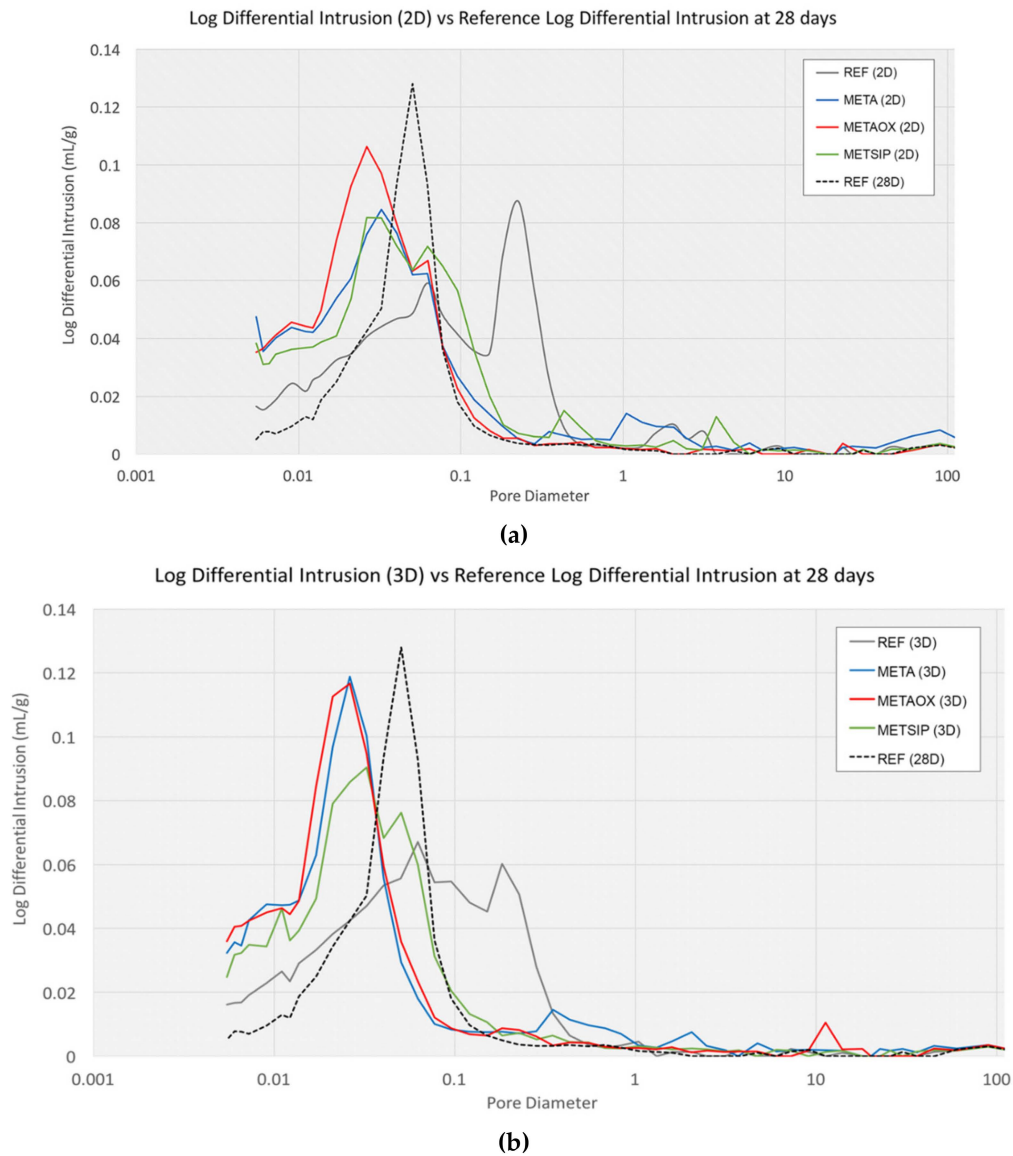 Log Differential Intrusion (2D) vs Reference Log Differential Intrusion at 28 days
0.14
0.12
0.1
0.08
0.06
0.04
0.02
0
Log Differential Intrusion (mL/g)
REF (2D)
META (2D)
METAOX (2D)
METSIP (2D)
REF (28D)
0.001
0.01
0.1
1
10
100
Pore Diameter
(a)
Log Differential Intrusion (3D) vs Reference Log Differential Intrusion at 28 days
0.14
0.12
0.1
0.08
0.06
0.04
0.02
0
Log Differential Intrusion (mL/g)
REF (3D)
META (3D)
METAOX (3D)
METSIP (3D)
REF (28D)
0.001
0.01
0.1
1
10
100
Pore Diameter
(b)